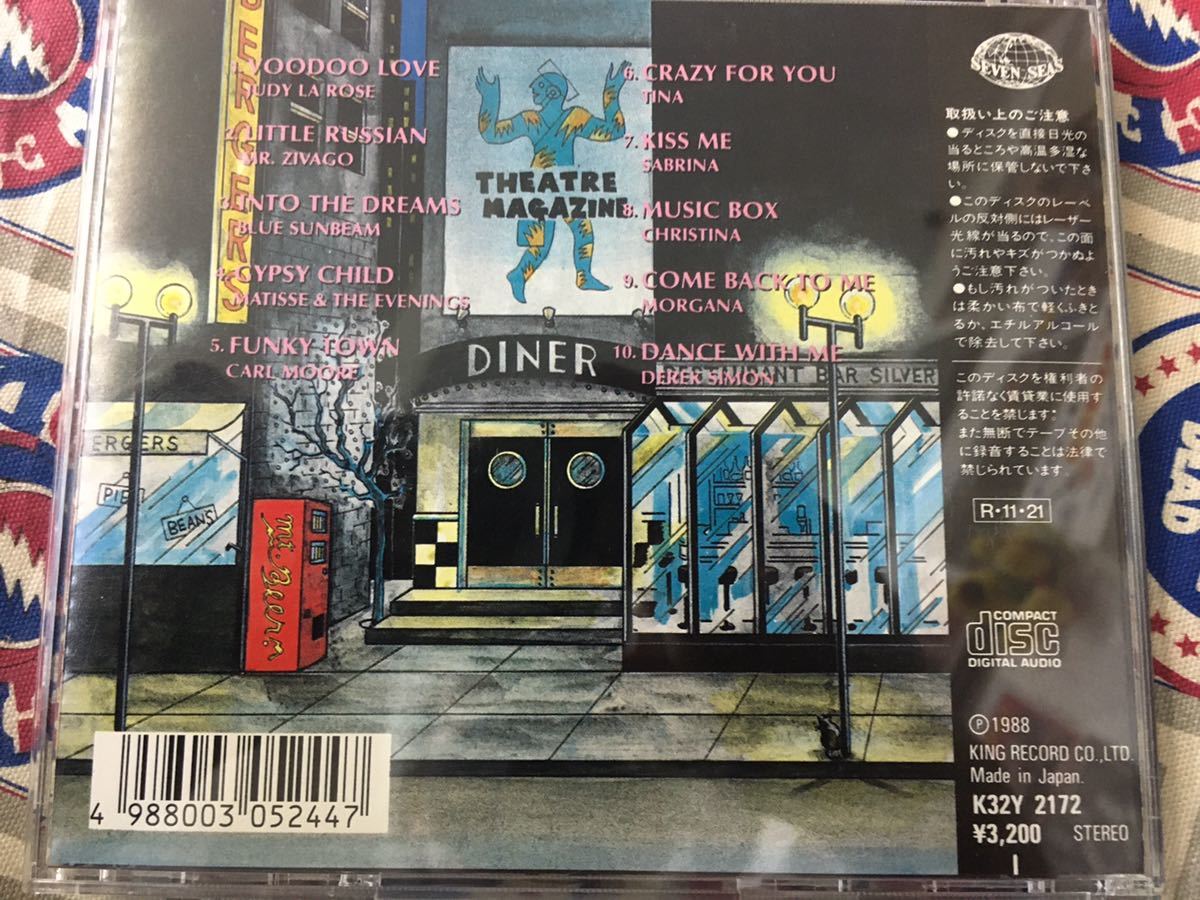 ERGERS
1. VOODOO LOVE
JUDY LA ROSE
2. LITTLE RUSSIAN
MR. ZIVAGO
3. INTO THE DREAMS
BLUE SUNBEAM
4. GYPSY CHILD
MATISSE & THE EVENINGS
5. FUNKY TOWN
CARL MOORE
THEATRE
MAGAZINE
6. CRAZY FOR YOU
TINA
7. KISS ME
SABRINA
8. MUSIC BOX
CHRISTINA
9. COME BACK TO ME
MORGANA
10. DANCE WITH ME
DEREK SIMON
DINER
BAR SILVER
ERGERS
PIE
BEANS
4 988003 052447
SEVEN SEAS
取扱い上のご注意
●ディスクを直接日光の
当るところや高温多湿な
場所に保管しないで下さ
い。
●このディスクのレーベ
ルの反対側にはレーザー
光線が当るので、この面
に汚れやキズがつかぬよ
うご注意下さい。
●もし汚れがついたとき
は柔かい布で軽くふきと
るか、エチルアルコール
で除去して下さい。
このディスクを権利者の
許諾なく賃貸業に使用す
ることを禁じます。
また無断でテープその他
に録音することは法律で
禁じられています。
R・11・21
COMPACT
disc
DIGITAL AUDIO
Ⓟ1988
KING RECORD CO.,LTD.
Made in Japan.
K32Y 2172
¥3,200 STEREO
I
DEAD